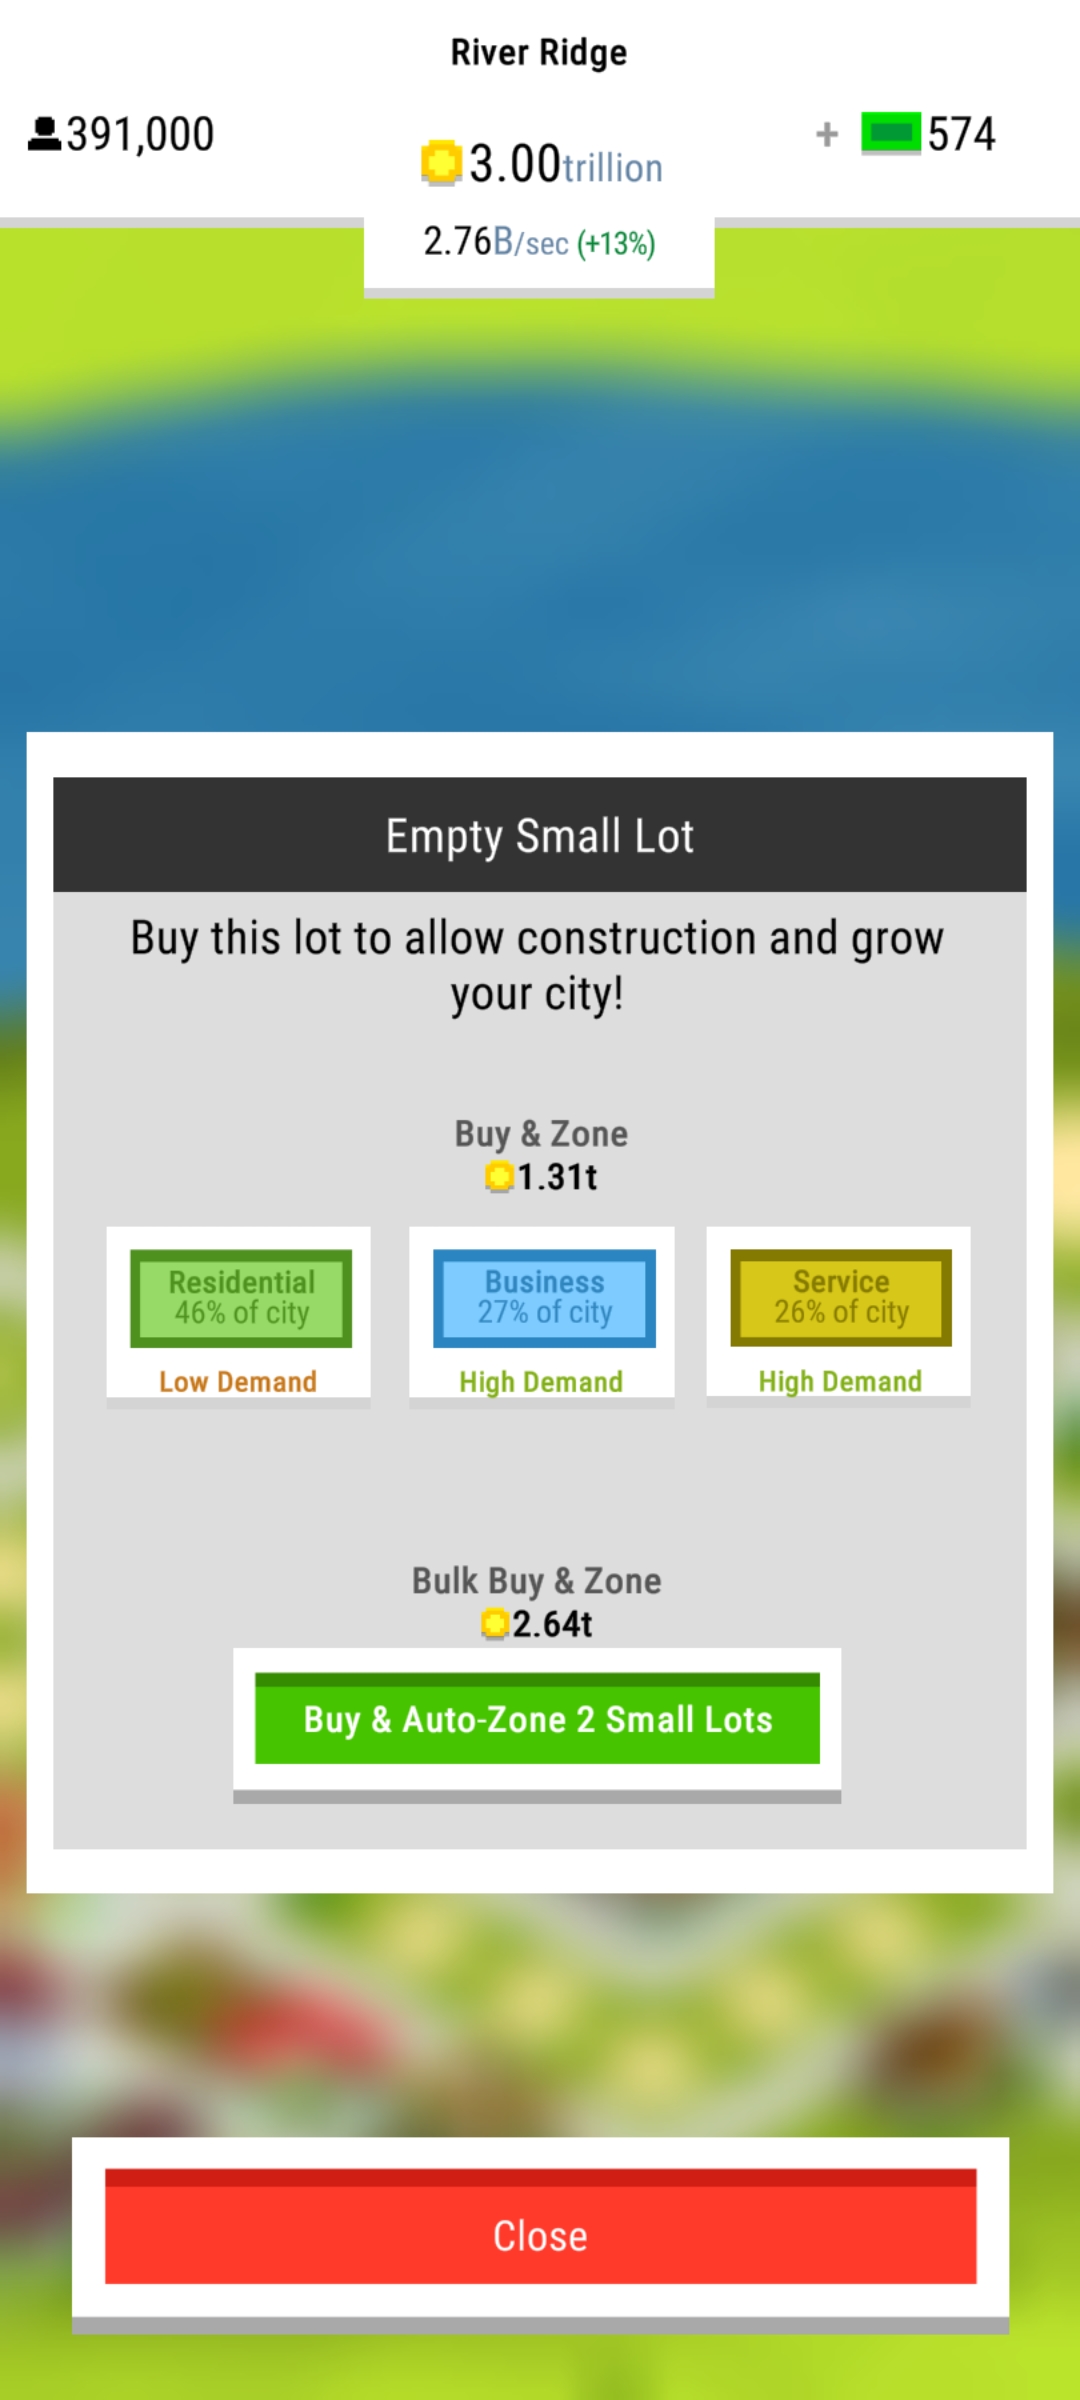 River Ridge
391,000
3.00trillion
+ 574
2.76B/sec (+13%)
Empty Small Lot
Buy this lot to allow construction and grow
your city!
Buy & Zone
1.31t
Residential
46% of city
Low Demand
Business
27% of city
High Demand
Service
26% of city
High Demand
Bulk Buy & Zone
2.64t
Buy & Auto-Zone 2 Small Lots
Close